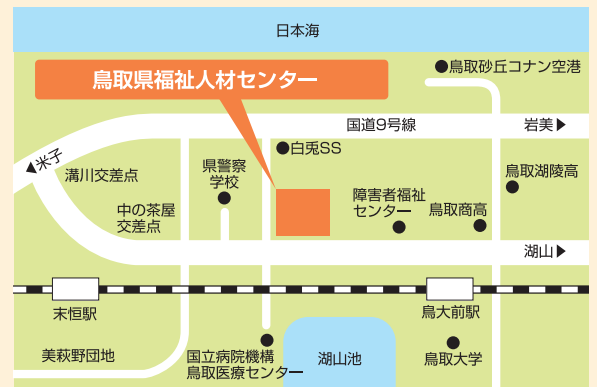 日本海
鳥取砂丘コナン空港
鳥取県福祉人材センター
国道9号線
岩美
米子
白兎SS
溝川交差点
県警察
学校
鳥取湖陵高
障害者福祉
センター
中の茶屋
交差点
鳥取商高
湖山
末恒駅
鳥大前駅
美萩野団地
国立病院機構
鳥取医療センター
湖山池
鳥取大学